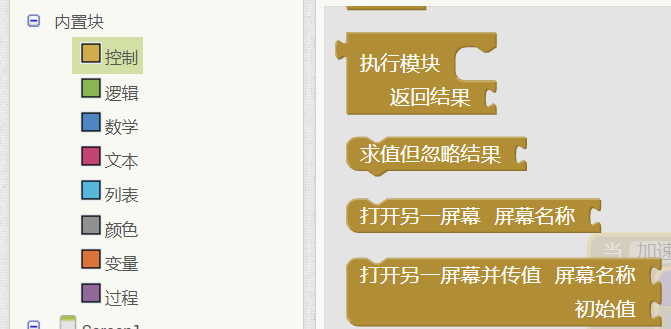 内置块
控制
逻辑
数学
文本
列表
颜色
变量
过程
Screen1
执行模块
返回结果
求值但忽略结果
打开另一屏幕 屏幕名称
当 加速
打开另一屏幕并传值 屏幕名称
初始值